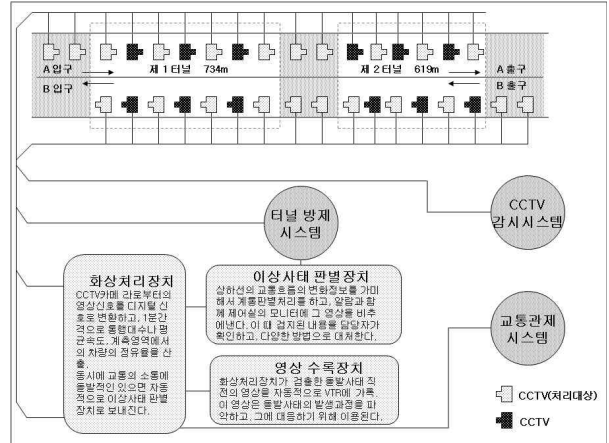 A 입구
제 1 터널 734m
제 2 터널 619m
A 출구
B 입구
B 출구
터널 방제
시스템
CCTV
감시시스템
화상처리장치
CCTV카메 라로부터의
영상신호를 디지털 신
호로 변환하고, 1분간
격으로 통행대수나 평
균속도, 계측영역에서
의 차량의 점유율을 산
출.
동시에 교통의 소통에
돌발적인 있으면 자동
적으로 이상사태 판별
장치로 보내진다.
이상사태 판별장치
상하선의 교통흐름의 변화정보를 가미
해서 계통판별처리를 하고, 알람과 함
께 제어실의 모니터에 그 영상을 비추
어낸다. 이 때 검지된 내용을 담당자가
확인하고, 다양한 방법으로 대처한다.
영상 수록장치
화상처리장치가 검출한 돌발사태 직
전의 영상을 자동적으로 VTR에 기록.
이 영상은 돌발사태의 발생과정을 파
악하고, 그에 대응하기 위해 이용된다.
교통관제
시스템
CCTV(처리대상)
CCTV